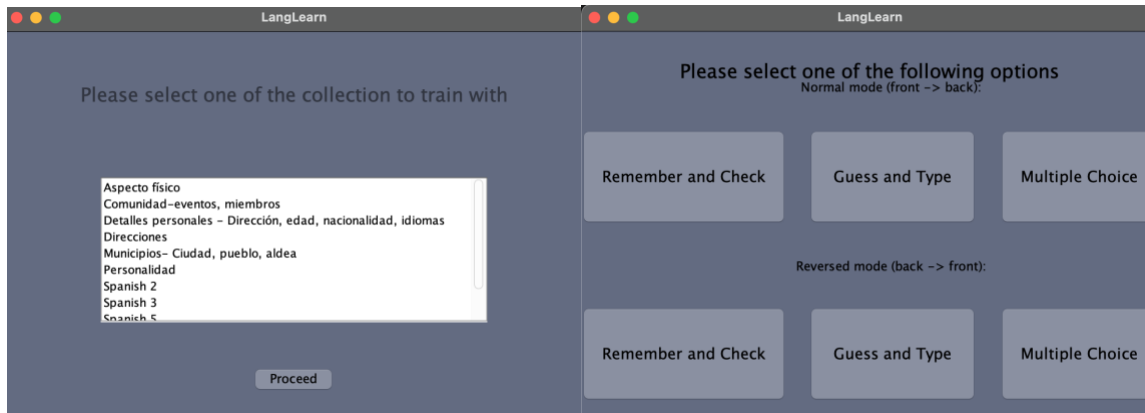 LangLearn
Please select one of the collection to train with
Aspecto físico
Comunidad-eventos, miembros
Detalles personales - Dirección, edad, nacionalidad, idiomas
Direcciones
Municipios- Ciudad, pueblo, aldea
Personalidad
Spanish 2
Spanish 3
Spanish 5
Proceed
LangLearn
Please select one of the following options
Normal mode (front -> back):
Remember and Check Guess and Type Multiple Choice
Reversed mode (back -> front):
Remember and Check Guess and Type Multiple Choice